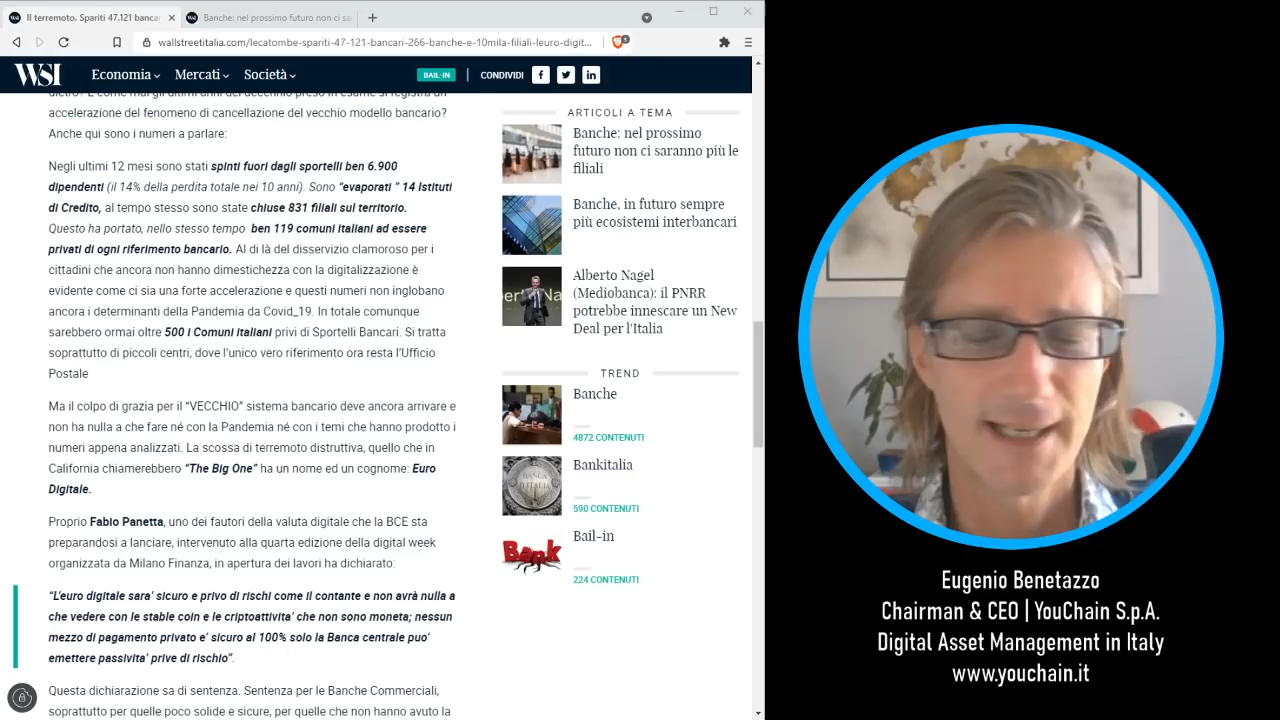 Il terremoto. Spariti 47.121 bancar
Banche: nel prossimo futuro non ci sa
wallstreetitalia.com/lecatombe-spariti-47-121-bancari-266-banche-e-10mila-filiali-leuro-digit...
WSI
Economia
Mercati
Società
BAIL-IN
CONDIVIDI
dietro? E come mai gli ultimi anni del decennio preso in esame si registra un
accelerazione del fenomeno di cancellazione del vecchio modello bancario?
Anche qui sono i numeri a parlare:
Negli ultimi 12 mesi sono stati spinti fuori dagli sportelli ben 6.900
dipendenti (il 14% della perdita totale nei 10 anni). Sono “evaporati ” 14 Istituti
di Credito, al tempo stesso sono state chiuse 831 filiali sul territorio.
Questo ha portato, nello stesso tempo ben 119 comuni italiani ad essere
privati di ogni riferimento bancario. Al di là del disservizio clamoroso per i
cittadini che ancora non hanno dimestichezza con la digitalizzazione è
evidente come ci sia una forte accelerazione e questi numeri non inglobano
ancora i determinanti della Pandemia da Covid_19. In totale comunque
sarebbero ormai oltre 500 i Comuni italiani privi di Sportelli Bancari. Si tratta
soprattutto di piccoli centri, dove l’unico vero riferimento ora resta l’Ufficio
Postale
Ma il colpo di grazia per il “VECCHIO” sistema bancario deve ancora arrivare e
non ha nulla a che fare né con la Pandemia né con i temi che hanno prodotto i
numeri appena analizzati. La scossa di terremoto distruttiva, quello che in
California chiamerebbero “The Big One” ha un nome ed un cognome: Euro
Digitale.
Proprio Fabio Panetta, uno dei fautori della valuta digitale che la BCE sta
preparandosi a lanciare, intervenuto alla quarta edizione della digital week
organizzata da Milano Finanza, in apertura dei lavori ha dichiarato:
“L’euro digitale sara’ sicuro e privo di rischi come il contante e non avrà nulla a
che vedere con le stable coin e le criptoattivita’ che non sono moneta; nessun
mezzo di pagamento privato e’ sicuro al 100% solo la Banca centrale puo’
emettere passivita’ prive di rischio”.
Questa dichiarazione sa di sentenza. Sentenza per le Banche Commerciali,
soprattutto per quelle poco solide e sicure, per quelle che non hanno avuto la
ARTICOLI A TEMA
Banche: nel prossimo
futuro non ci saranno più le
filiali
Banche, in futuro sempre
più ecosistemi interbancari
Alberto Nagel
(Mediobanca): il PNRR
potrebbe innescare un New
Deal per l’Italia
TREND
Banche
4872 CONTENUTI
Bankitalia
590 CONTENUTI
Bank
Bail-in
224 CONTENUTI
Eugenio Benetazzo
Chairman & CEO | YouChain S.p.A.
Digital Asset Management in Italy
www.youchain.it